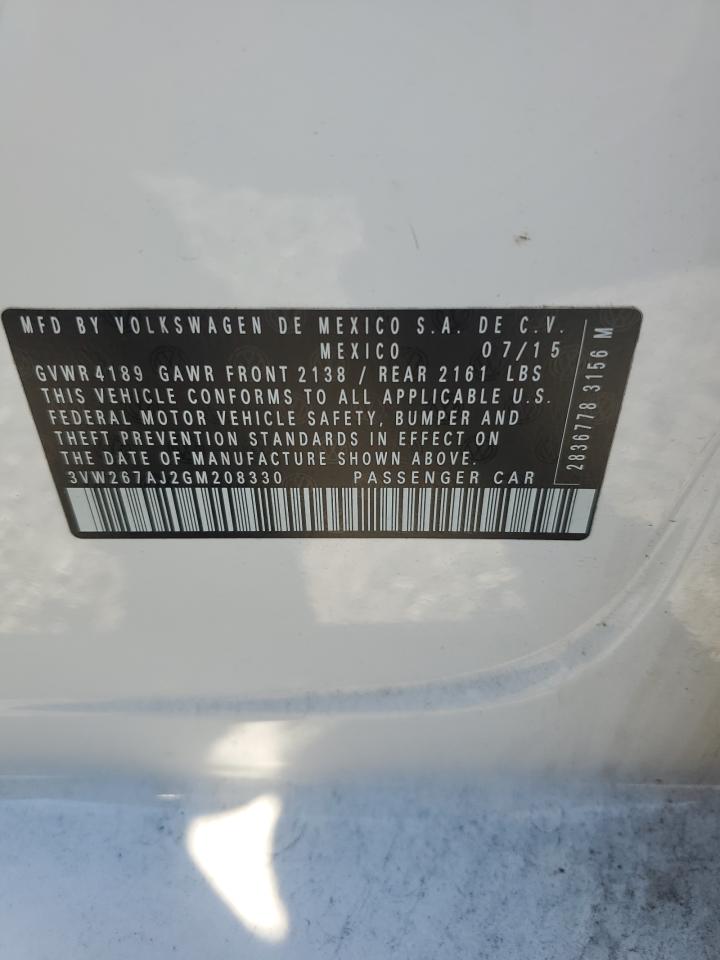 MFD BY VOLKSWAGEN DE MEXICO S.A. DE C.V.
MEXICO 07/15
GVWR 4189 GAWR FRONT 2138 / REAR 2161 LBS
THIS VEHICLE CONFORMS TO ALL APPLICABLE U.S.
FEDERAL MOTOR VEHICLE SAFETY, BUMPER AND
THEFT PREVENTION STANDARDS IN EFFECT ON
THE DATE OF MANUFACTURE SHOWN ABOVE.
3VW267AJ2GM208330 PASSENGER CAR
2836778 3156 M